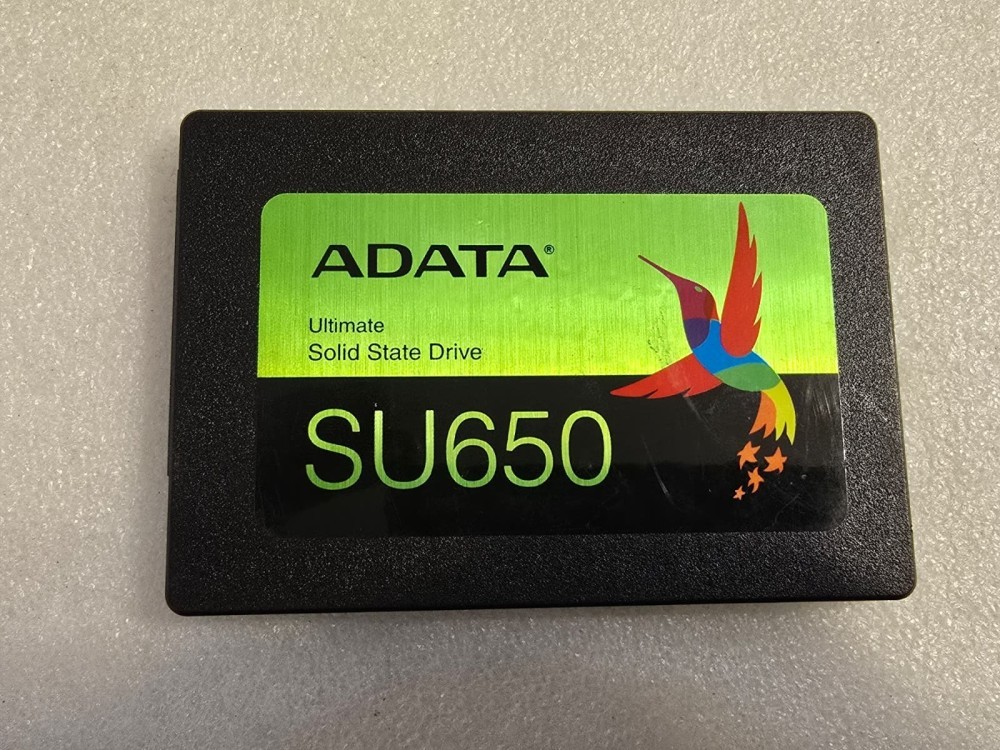 ADATA®
Ultimate
Solid State Drive
SU650